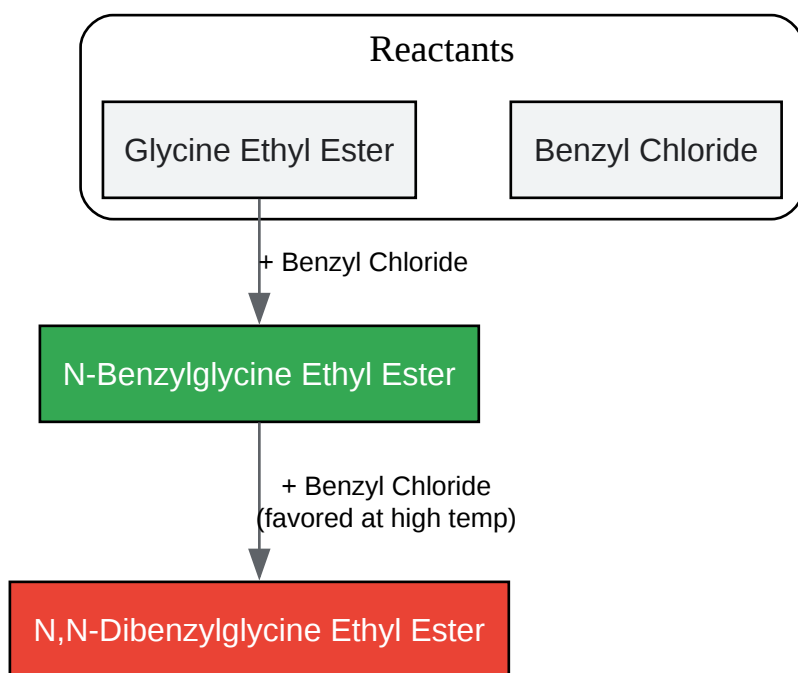 Reactants
Glycine Ethyl Ester
Benzyl Chloride
+ Benzyl Chloride
N-Benzylglycine Ethyl Ester
+ Benzyl Chloride
(favored at high temp)
N,N-Dibenzylglycine Ethyl Ester